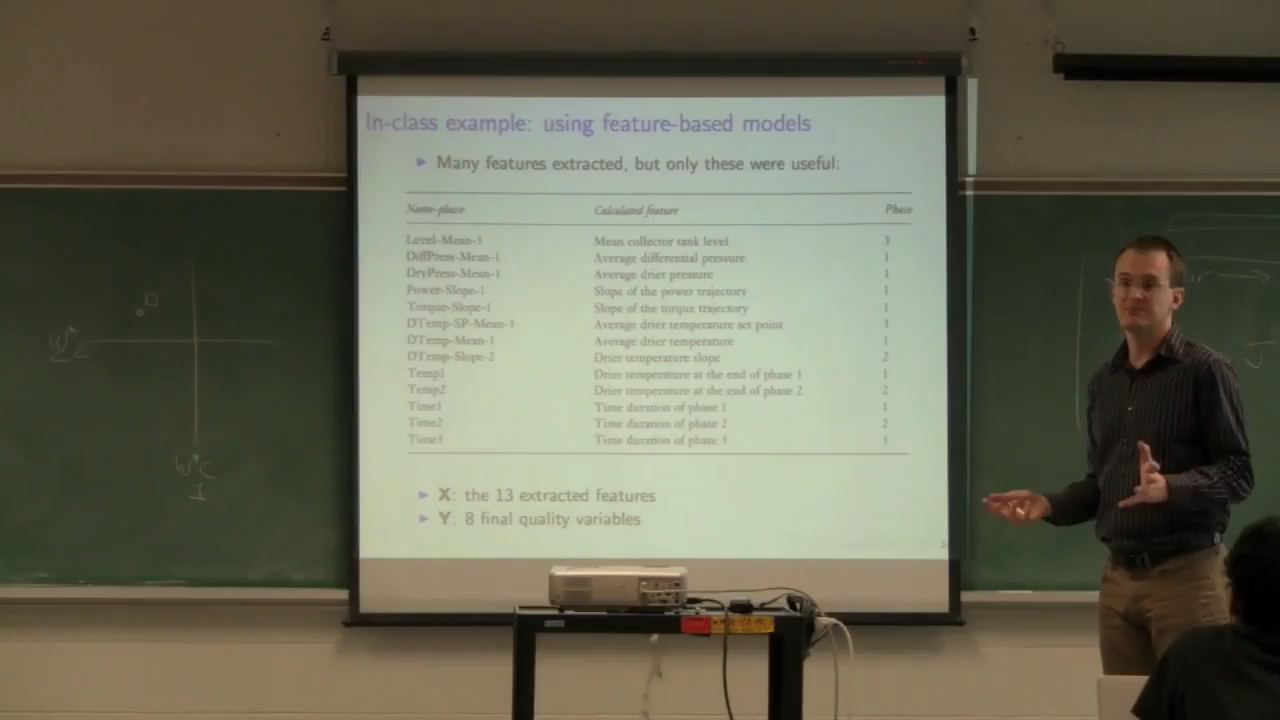 In-class example: using feature-based models
► Many features extracted, but only these were useful:
Name-phase Calculated feature Phase
Level-Mean-3 Mean collector tank level 3
DiffPress-Mean-1 Average differential pressure 1
DryPress-Mean-1 Average drier pressure 1
Power-Slope-1 Slope of the power trajectory 1
Torque-Slope-1 Slope of the torque trajectory 1
DTemp-SP-Mean-3 Average drier temperature set point 3
DTemp-Mean-1 Average drier temperature 1
DTemp-Slope-2 Drier temperature slope 2
Temp1 Drier temperature at the end of phase 1 1
Temp2 Drier temperature at the end of phase 2 2
Time1 Time duration of phase 1 1
Time2 Time duration of phase 2 2
Time3 Time duration of phase 3 3
► X: the 13 extracted features
► Y: 8 final quality variables